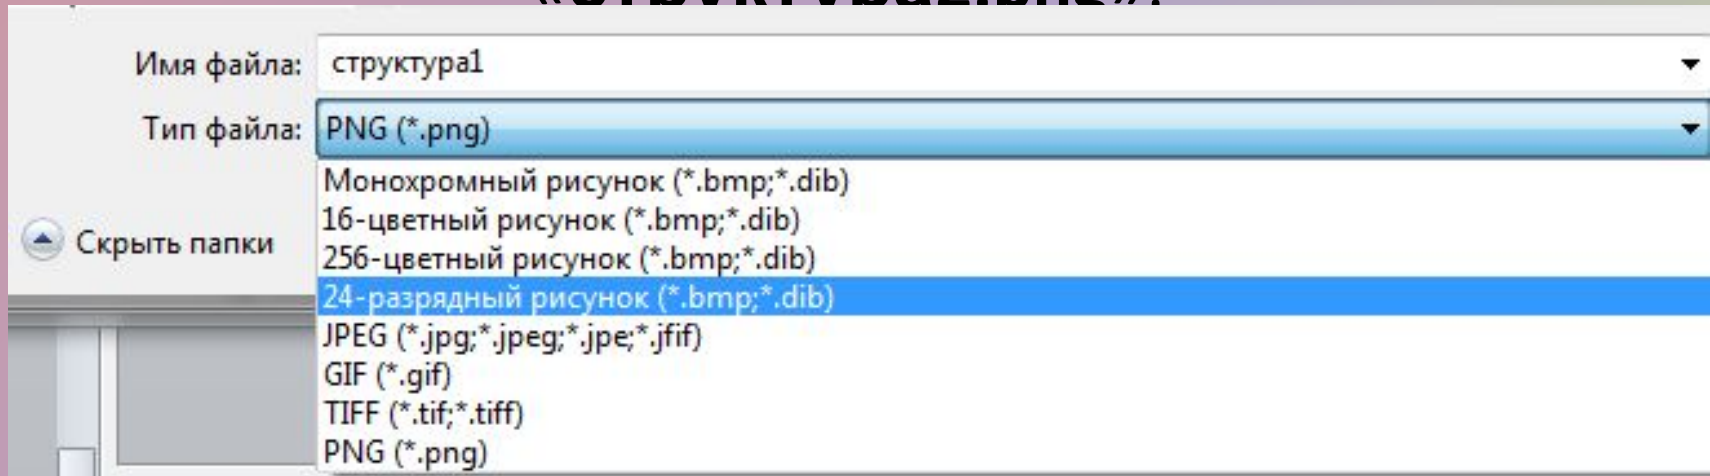 Имя файла: структура1
Тип файла: PNG (*.png)
Монохромный рисунок (*.bmp;*.dib)
16-цветный рисунок (*.bmp;*.dib)
256-цветный рисунок (*.bmp;*.dib)
24-разрядный рисунок (*.bmp;*.dib)
JPEG (*.jpg;*.jpeg;*.jpe;*.jfif)
GIF (*.gif)
TIFF (*.tif;*.tiff)
PNG (*.png)
Скрыть папки